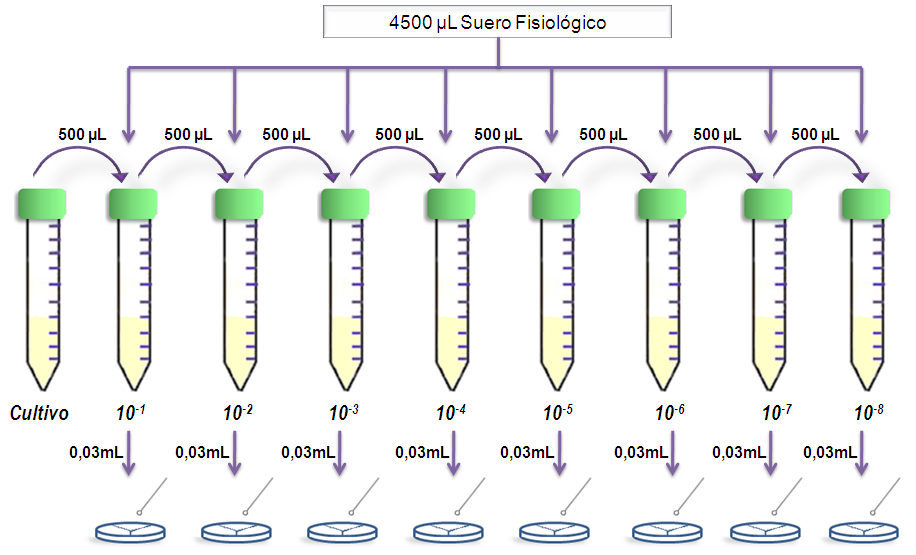 4500 µL Suero Fisiológico
500 µL 500 µL 500 µL 500 µL 500 µL 500 µL 500 µL 500 µL
Cultivo 10-1 10-2 10-3 10-4 10-5 10-6 10-7 10-8
0,03mL 0,03mL 0,03mL 0,03mL 0,03mL 0,03mL 0,03mL 0,03mL